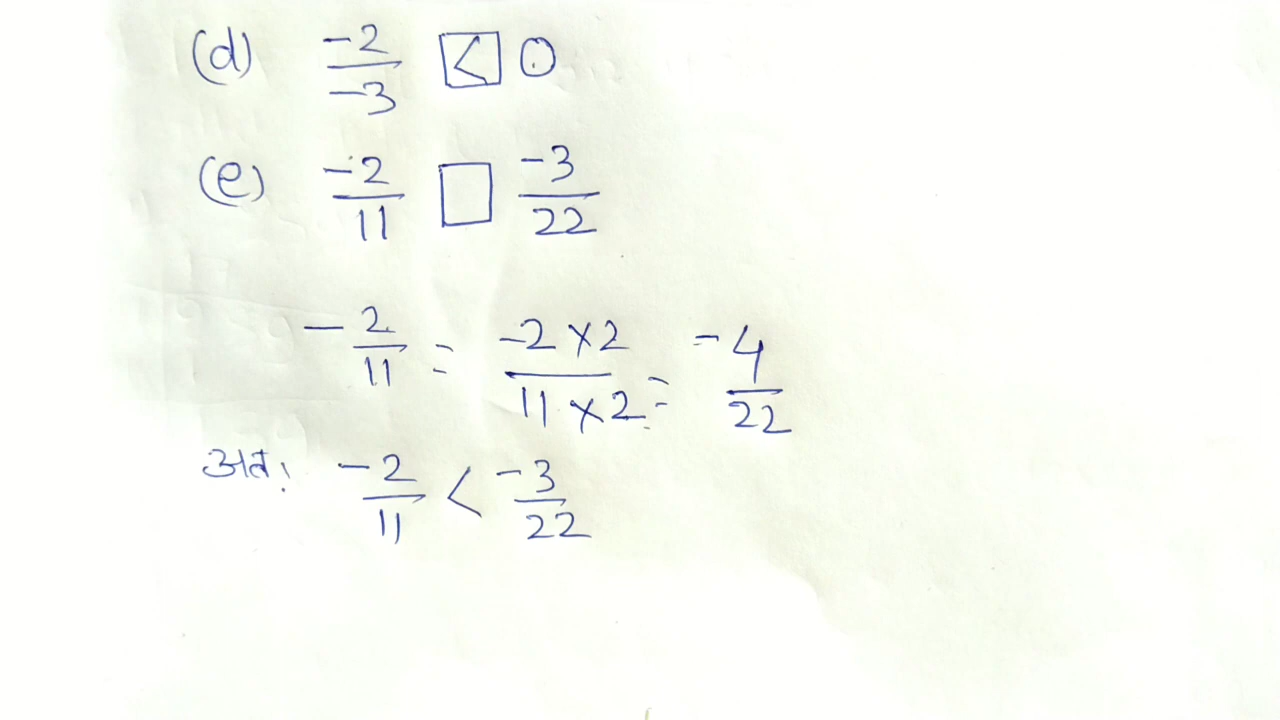 (d) -2/-3 < 0
(e) -2/11 □ -3/22
-2/11 = -2×2/11×2 = -4/22
अतः -2/11 < -3/22